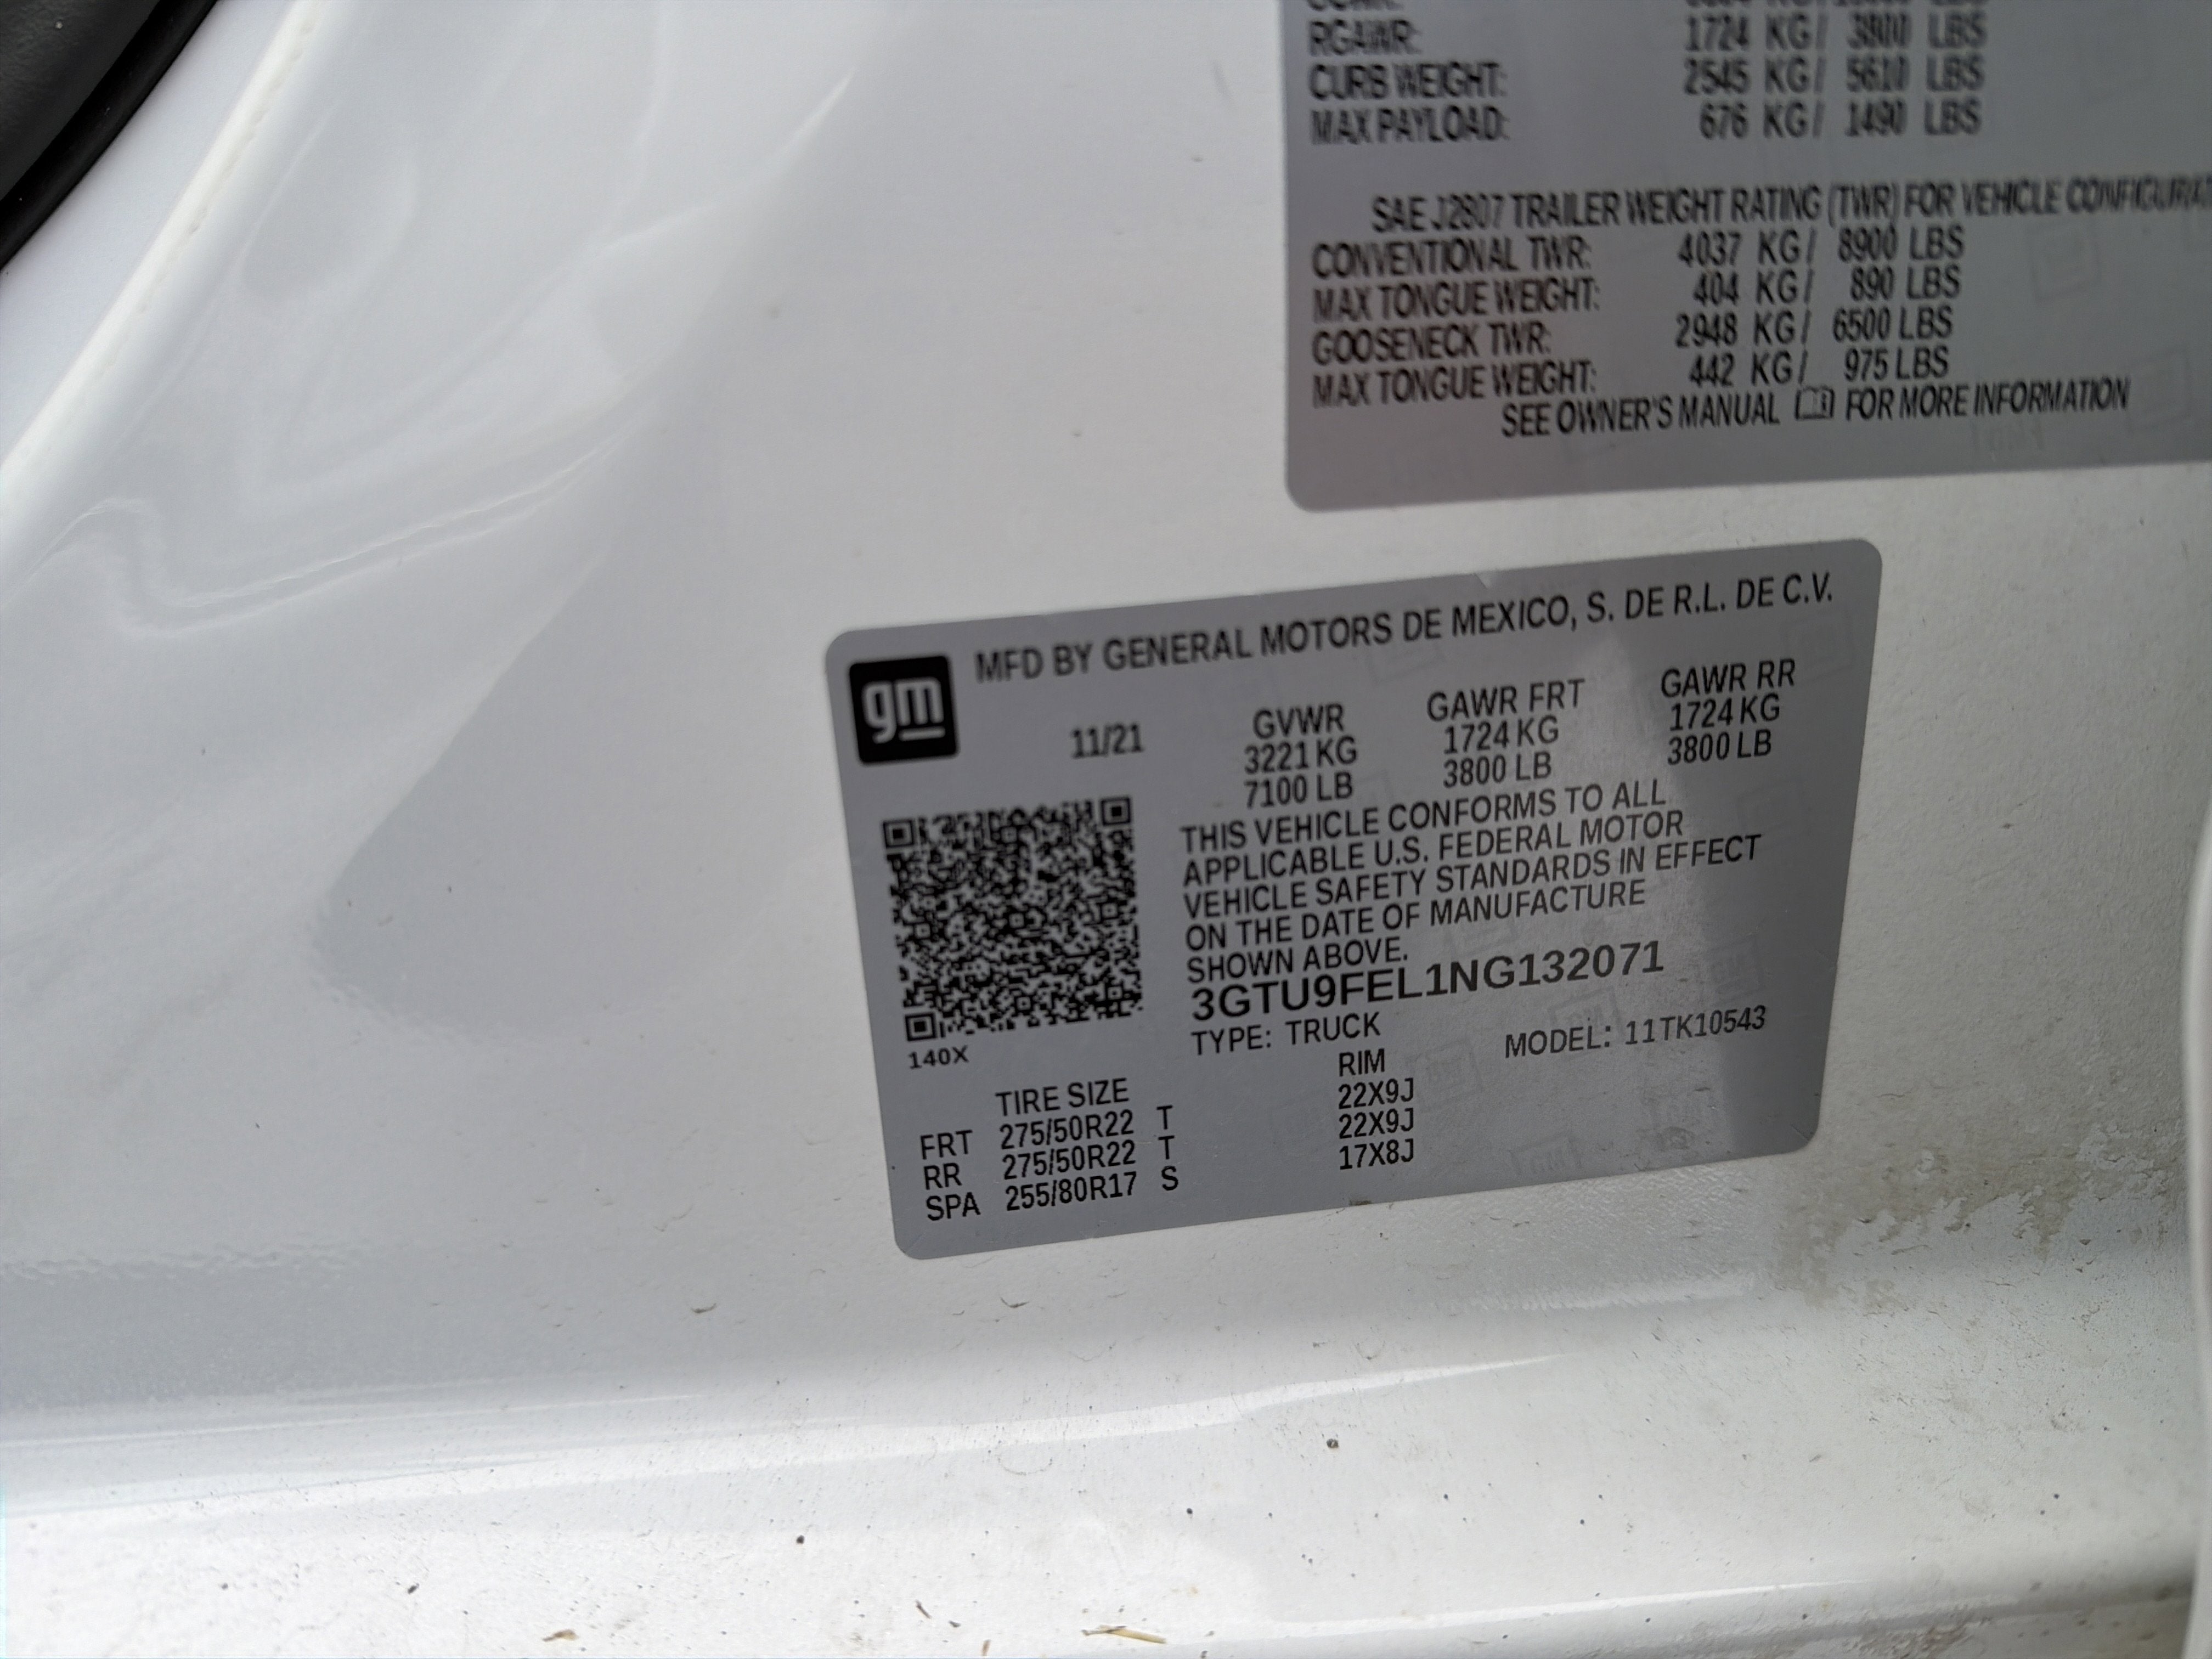 RGAWR: 1724 KG/ 3800 LBS
CURB WEIGHT: 2545 KG/ 5610 LBS
MAX PAYLOAD: 676 KG/ 1490 LBS
SAE J2807 TRAILER WEIGHT RATING (TWR) FOR VEHICLE
CONVENTIONAL TWR: 4037 KG/ 8900 LBS
MAX TONGUE WEIGHT: 404 KG/ 890 LBS
GOOSENECK TWR: 2948 KG/ 6500 LBS
MAX TONGUE WEIGHT: 442 KG/ 975 LBS
SEE OWNER'S MANUAL FOR MORE INFORMATION
gm
MFD BY GENERAL MOTORS DE MEXICO, S. DE R.L. DE C.V.
11/21 GVWR GAWR FRT GAWR RR
3221 KG 1724 KG 1724 KG
7100 LB 3800 LB 3800 LB
THIS VEHICLE CONFORMS TO ALL
APPLICABLE U.S. FEDERAL MOTOR
VEHICLE SAFETY STANDARDS IN EFFECT
ON THE DATE OF MANUFACTURE
SHOWN ABOVE.
3GTU9FEL1NG132071
TYPE: TRUCK MODEL: 11TK10543
140X
TIRE SIZE RIM
FRT 275/50R22 T 22X9J
RR 275/50R22 T 22X9J
SPA 255/80R17 S 17X8J